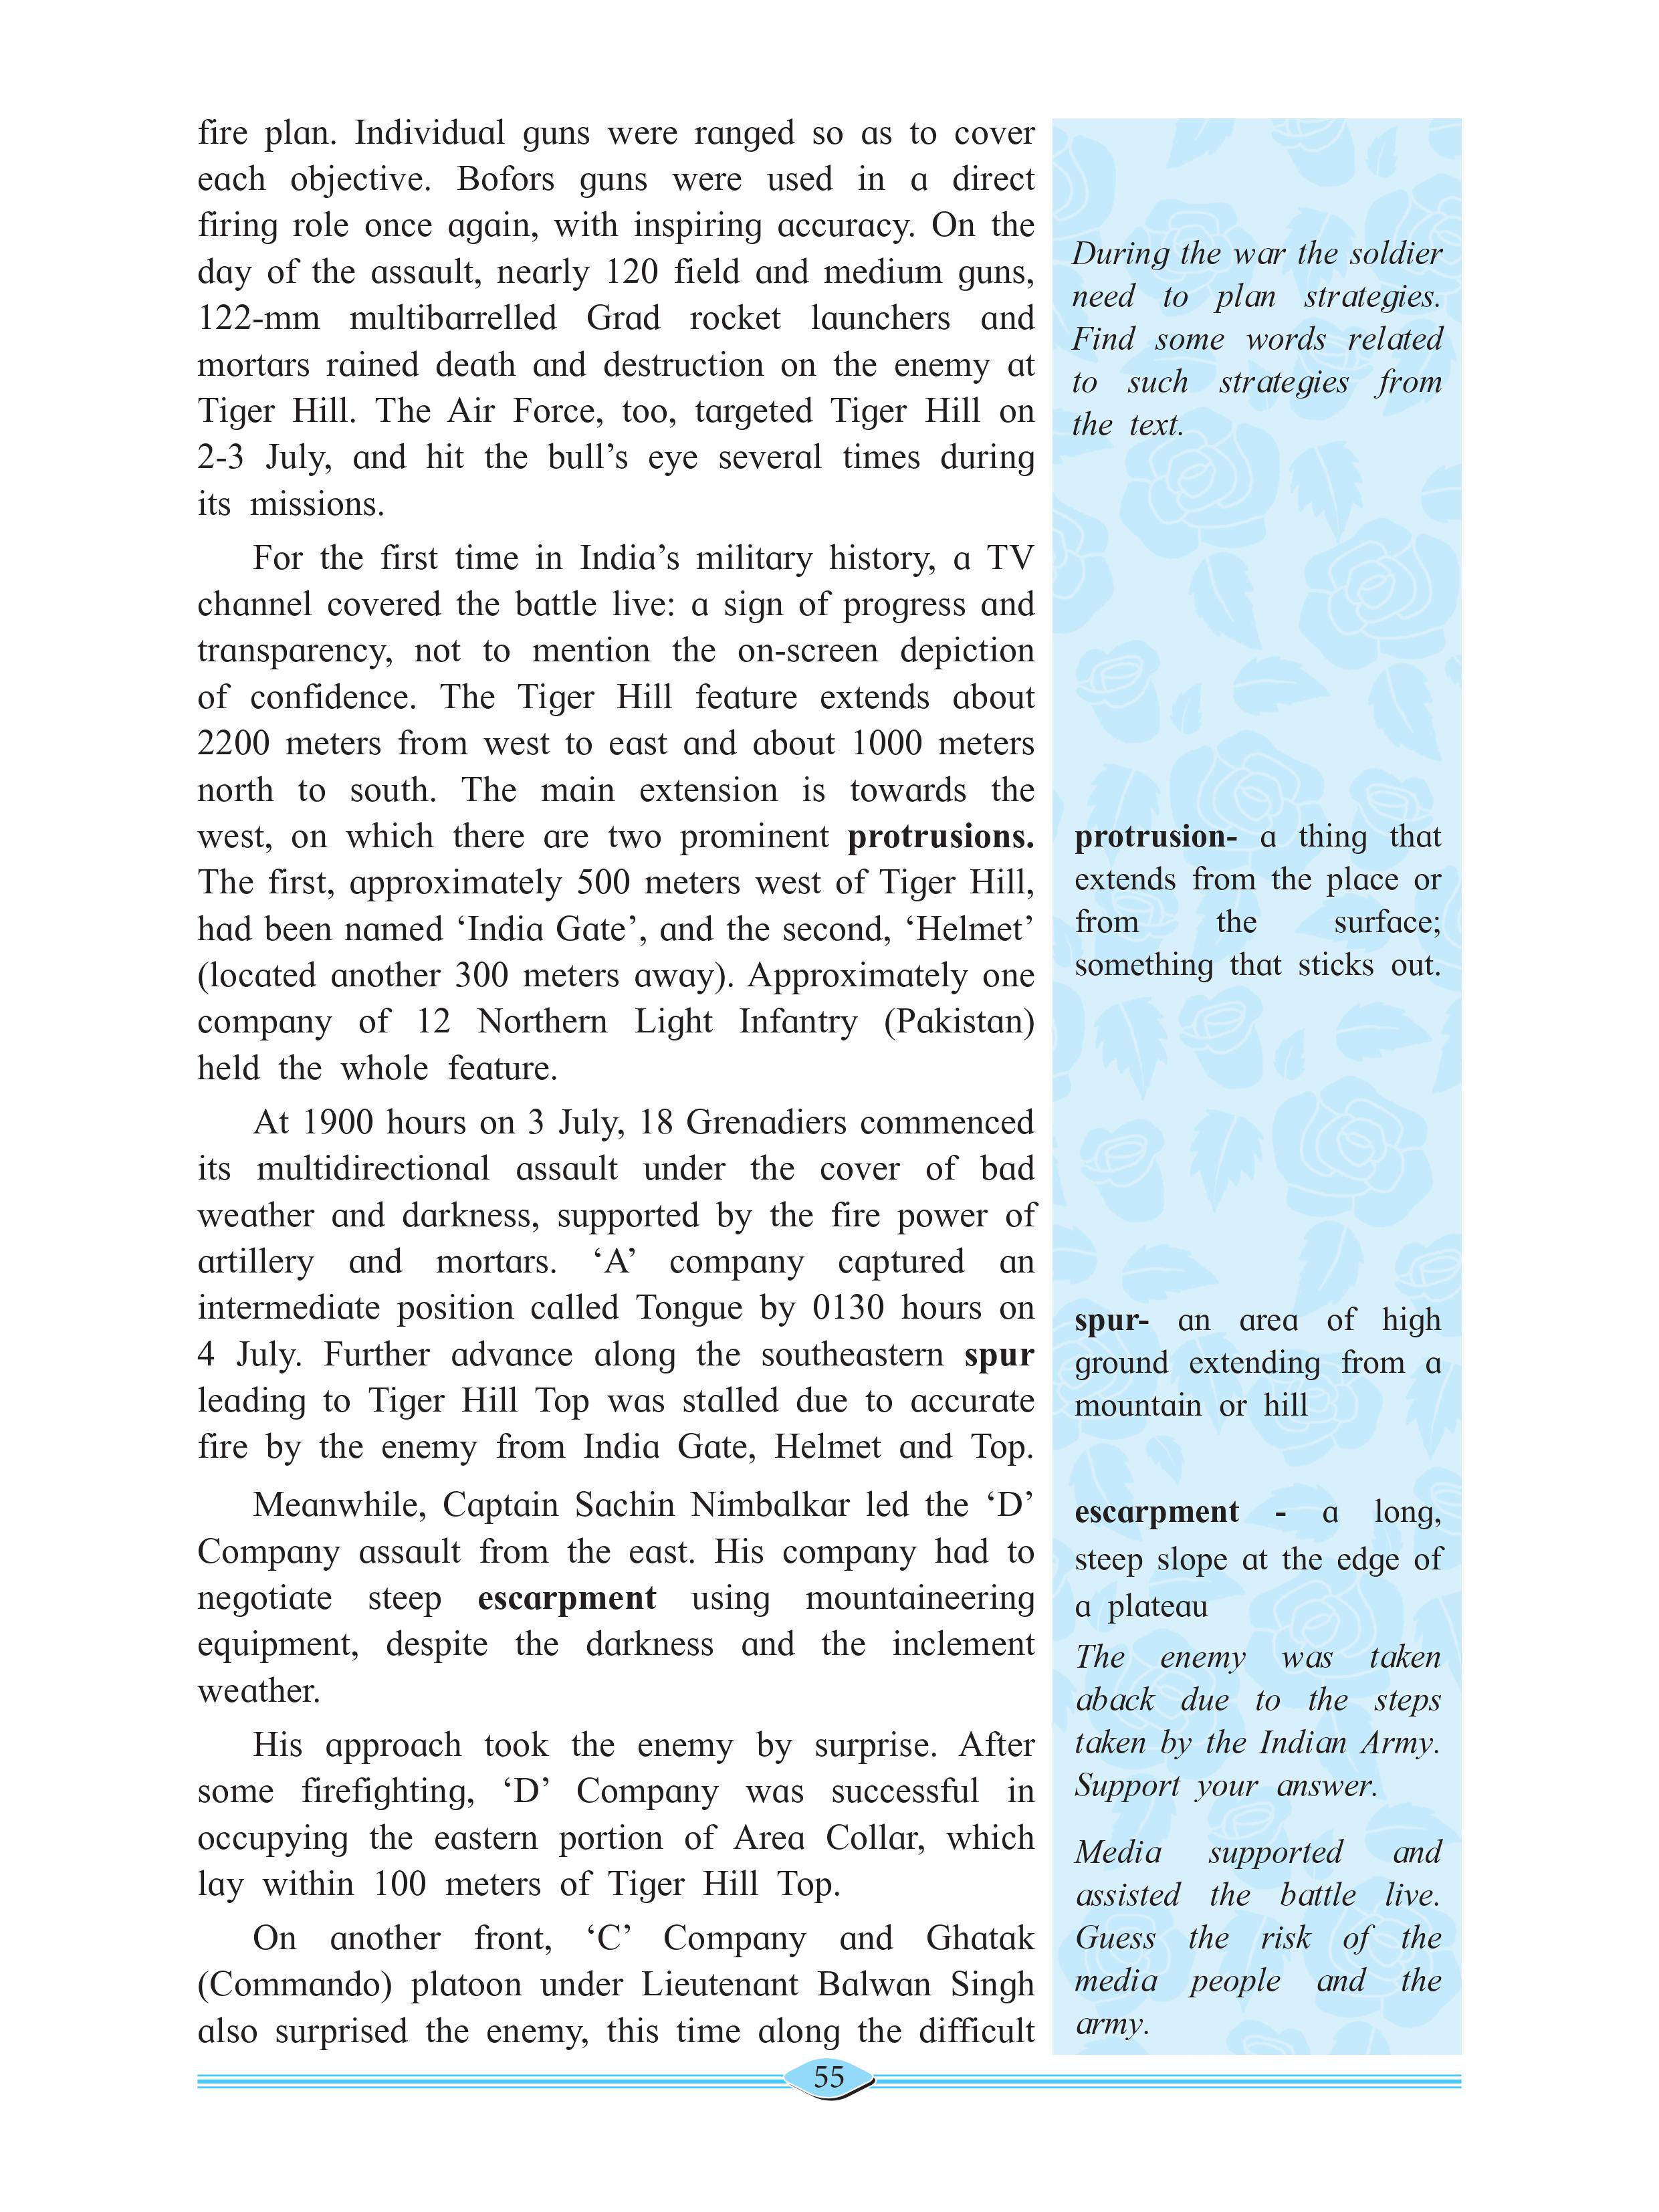 fire plan. Individual guns were ranged so as to cover
each objective. Bofors guns were used in a direct
firing role once again, with inspiring accuracy. On the
day of the assault, nearly 120 field and medium guns,
122-mm multibarrelled Grad rocket launchers and
mortars rained death and destruction on the enemy at
Tiger Hill. The Air Force, too, targeted Tiger Hill on
2-3 July, and hit the bull’s eye several times during
its missions.
For the first time in India’s military history, a TV
channel covered the battle live: a sign of progress and
transparency, not to mention the on-screen depiction
of confidence. The Tiger Hill feature extends about
2200 meters from west to east and about 1000 meters
north to south. The main extension is towards the
west, on which there are two prominent protrusions.
The first, approximately 500 meters west of Tiger Hill,
had been named ‘India Gate’, and the second, ‘Helmet’
(located another 300 meters away). Approximately one
company of 12 Northern Light Infantry (Pakistan)
held the whole feature.
At 1900 hours on 3 July, 18 Grenadiers commenced
its multidirectional assault under the cover of bad
weather and darkness, supported by the fire power of
artillery and mortars. ‘A’ company captured an
intermediate position called Tongue by 0130 hours on
4 July. Further advance along the southeastern spur
leading to Tiger Hill Top was stalled due to accurate
fire by the enemy from India Gate, Helmet and Top.
Meanwhile, Captain Sachin Nimbalkar led the ‘D’
Company assault from the east. His company had to
negotiate steep escarpment using mountaineering
equipment, despite the darkness and the inclement
weather.
His approach took the enemy by surprise. After
some firefighting, ‘D’ Company was successful in
occupying the eastern portion of Area Collar, which
lay within 100 meters of Tiger Hill Top.
On another front, ‘C’ Company and Ghatak
(Commando) platoon under Lieutenant Balwan Singh
also surprised the enemy, this time along the difficult
During the war the soldier
need to plan strategies.
Find some words related
to such strategies from
the text.
protrusion- a thing that
extends from the place or
from the surface;
something that sticks out.
spur- an area of high
ground extending from a
mountain or hill
escarpment - a long,
steep slope at the edge of
a plateau
The enemy was taken
aback due to the steps
taken by the Indian Army.
Support your answer.
Media supported and
assisted the battle live.
Guess the risk of the
media people and the
army.
55